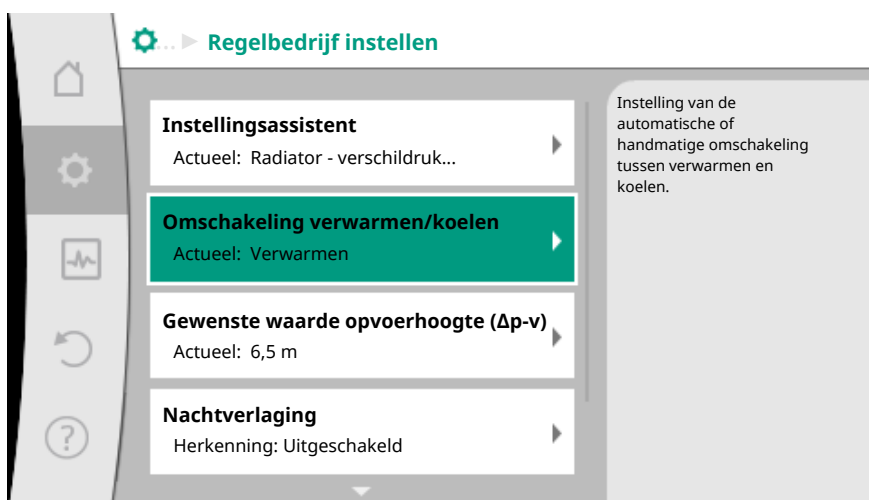 ... Regelbedrijf instellen
Instellingsassistent
Actueel: Radiator - verschildruk...
Omschakeling verwarmen/koelen
Actueel: Verwarmen
Gewenste waarde opvoerhoogte (Δp-v)
Actueel: 6,5 m
Nachtverlaging
Herkenning: Uitgeschakeld
?
Instelling van de
automatische of
handmatige omschakeling
tussen verwarmen en
koelen.